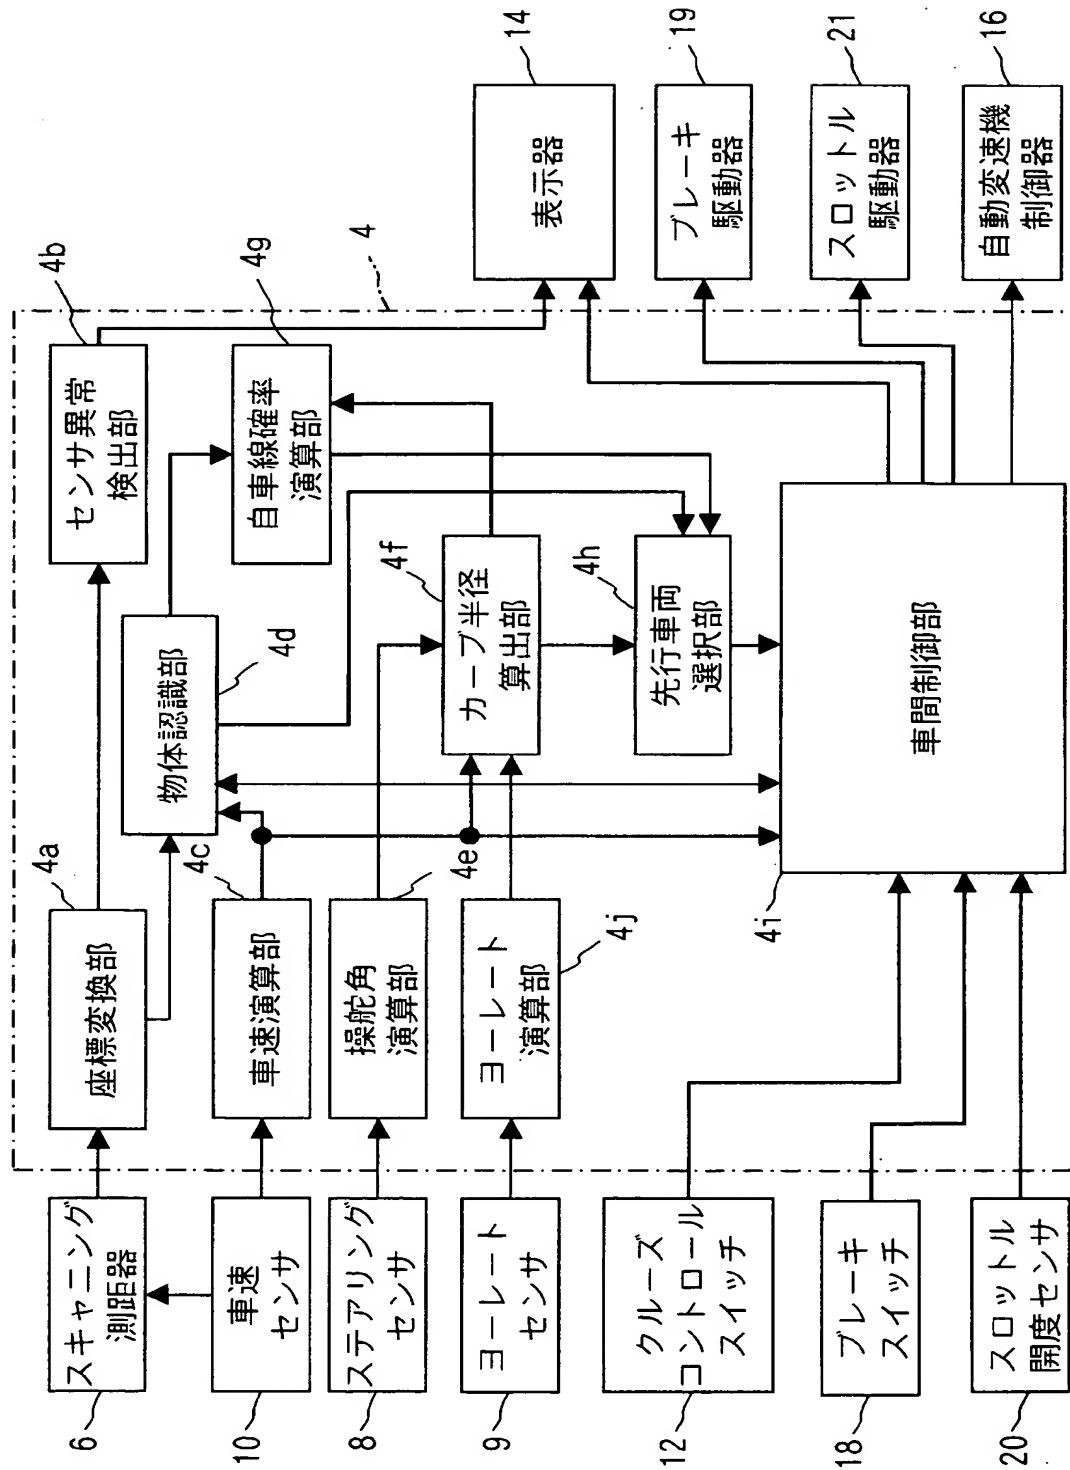 6
スキャニング
測距器
10
車速
センサ
8
ステアリング
センサ
9
ヨーレート
センサ
12
クルーズ
コントロール
スイッチ
18
ブレーキ
スイッチ
20
スロットル
開度センサ
4a
座標変換部
4c
車速演算部
4e
操舵角
演算部
4j
ヨーレート
演算部
4d
物体認識部
4f
カーブ半径
算出部
4h
先行車両
選択部
4i
車間制御部
4b
センサ異常
検出部
4g
自車線確率
演算部
4
14
表示器
19
ブレーキ
駆動器
21
スロットル
駆動器
16
自動変速機
制御器